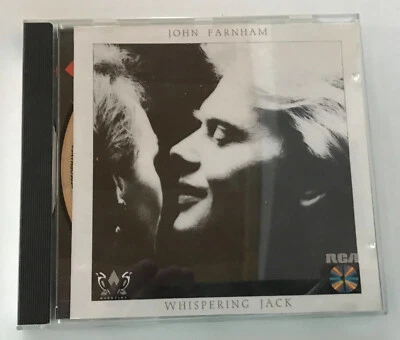 JOHN FARNHAM
RCA
WHISPERING JACK